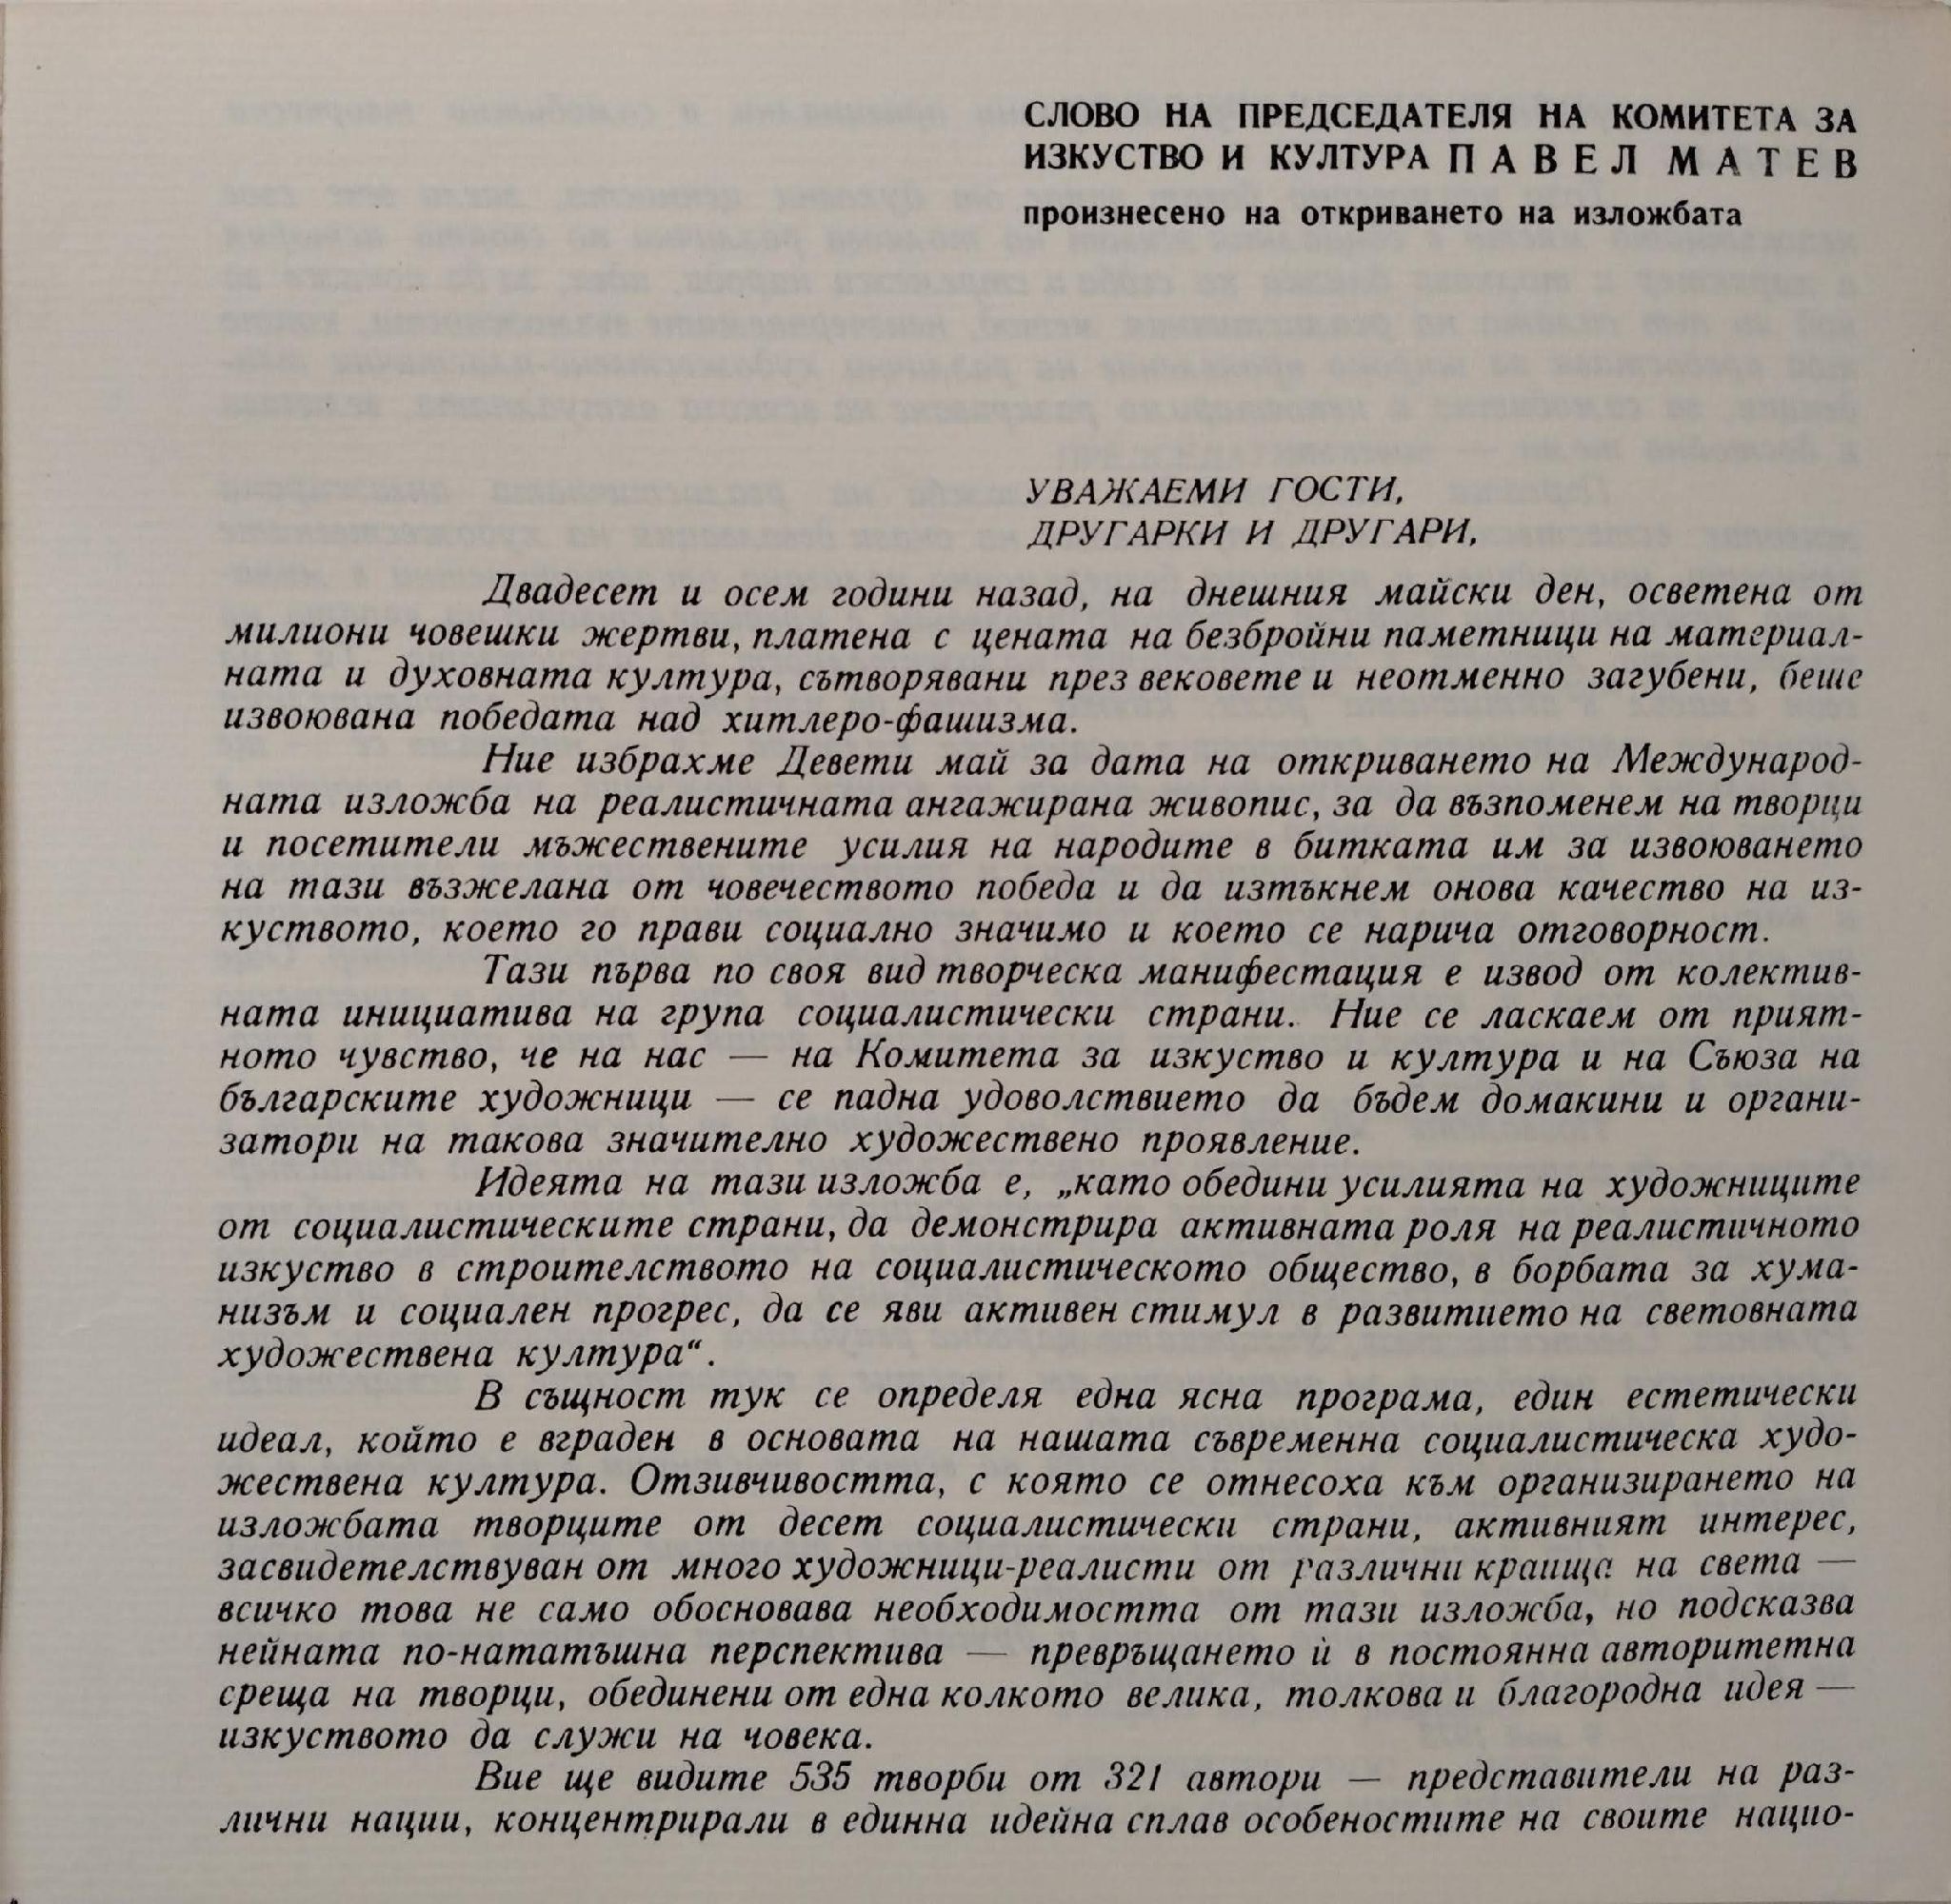 СЛОВО НА ПРЕДСЕДАТЕЛЯ НА КОМИТЕТА ЗА
ИЗКУСТВО И КУЛТУРА П А В Е Л М А Т Е В
произнесено на откриването на изложбата
УВАЖАЕМИ ГОСТИ,
ДРУГАРКИ И ДРУГАРИ,
Двадесет и осем години назад, на днешния майски ден, осветена от
милиони човешки жертви, платена с цената на безбройни паметници на материал-
ната и духовната култура, сътворявани през вековете и неотменно загубени, беше
извоювана победата над хитлеро-фашизма.
Ние избрахме Девети май за дата на откриването на Международ-
ната изложба на реалистичната ангажирана живопис, за да възпоменем на творци
и посетители мъжествените усилия на народите в битката им за извоюването
на тази възжелана от човечеството победа и да изтъкнем онова качество на из-
куството, което го прави социално значимо и което се нарича отговорност.
Тази първа по своя вид творческа манифестация е извод от колектив-
ната инициатива на група социалистически страни. Ние се ласкаем от прият-
ното чувство, че на нас — на Комитета за изкуство и култура и на Съюза на
българските художници — се падна удоволствието да бъдем домакини и органи-
затори на такова значително художествено проявление.
Идеята на тази изложба е, „като обедини усилията на художниците
от социалистическите страни, да демонстрира активната роля на реалистичното
изкуство в строителството на социалистическото общество, в борбата за хума-
низъм и социален прогрес, да се яви активен стимул в развитието на световната
художествена култура“.
В същност тук се определя една ясна програма, един естетически
идеал, който е вграден в основата на нашата съвременна социалистическа худо-
жествена култура. Отзивчивостта, с която се отнесоха към организирането на
изложбата творците от десет социалистически страни, активният интерес,
засвидетелствуван от много художници-реалисти от различни краища на света —
всичко това не само обосновава необходимостта от тази изложба, но подсказва
нейната по-нататъшна перспектива — превръщането ѝ в постоянна авторитетна
среща на творци, обединени от една колкото велика, толкова и благородна идея —
изкуството да служи на човека.
Вие ще видите 535 творби от 321 автори — представители на раз-
лични нации, концентрирали в единна идейна сплав особеностите на своите нацио-